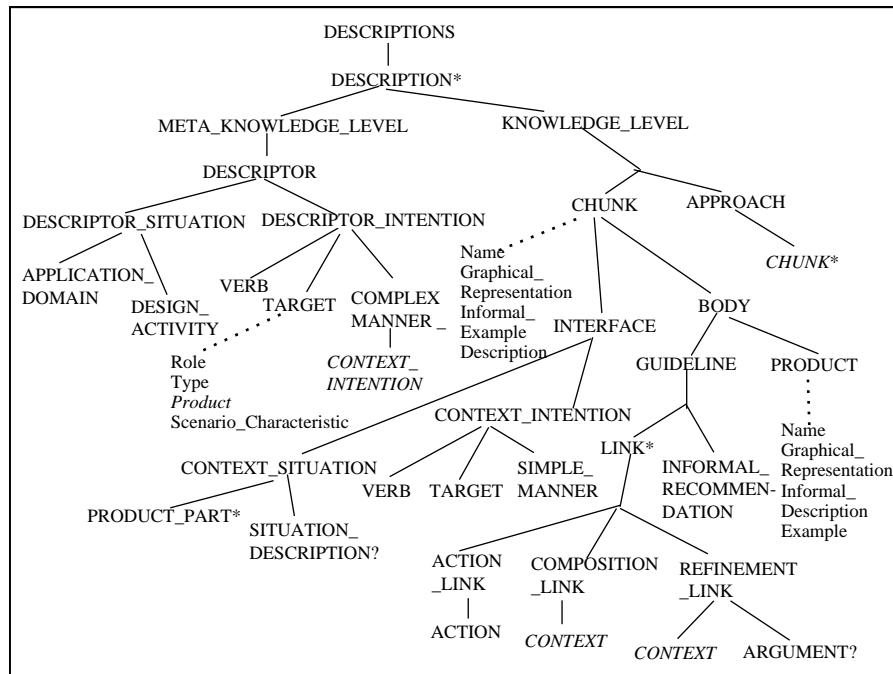 DESCRIPTIONS
DESCRIPTION*
META_KNOWLEDGE_LEVEL
KNOWLEDGE_LEVEL
DESCRIPTOR
CHUNK
APPROACH
DESCRIPTOR_SITUATION
DESCRIPTOR_INTENTION
CHUNK*
Name
Graphical_
Representation
Informal_
Example
Description
APPLICATION_
DOMAIN
DESIGN_
ACTIVITY
VERB
TARGET
COMPLEX
MANNER_
INTERFACE
BODY
Role
Type
Product
Scenario_Characteristic
CONTEXT_
INTENTION
GUIDELINE
PRODUCT
CONTEXT_INTENTION
Name
Graphical_
Representation
Informal_
Description
Example
CONTEXT_SITUATION
VERB
TARGET
SIMPLE_
MANNER
LINK*
INFORMAL_
RECOMMEN-
DATION
PRODUCT_PART*
SITUATION_
DESCRIPTION?
ACTION
_LINK
COMPOSITION
_LINK
REFINEMENT
_LINK
ACTION
CONTEXT
CONTEXT
ARGUMENT?